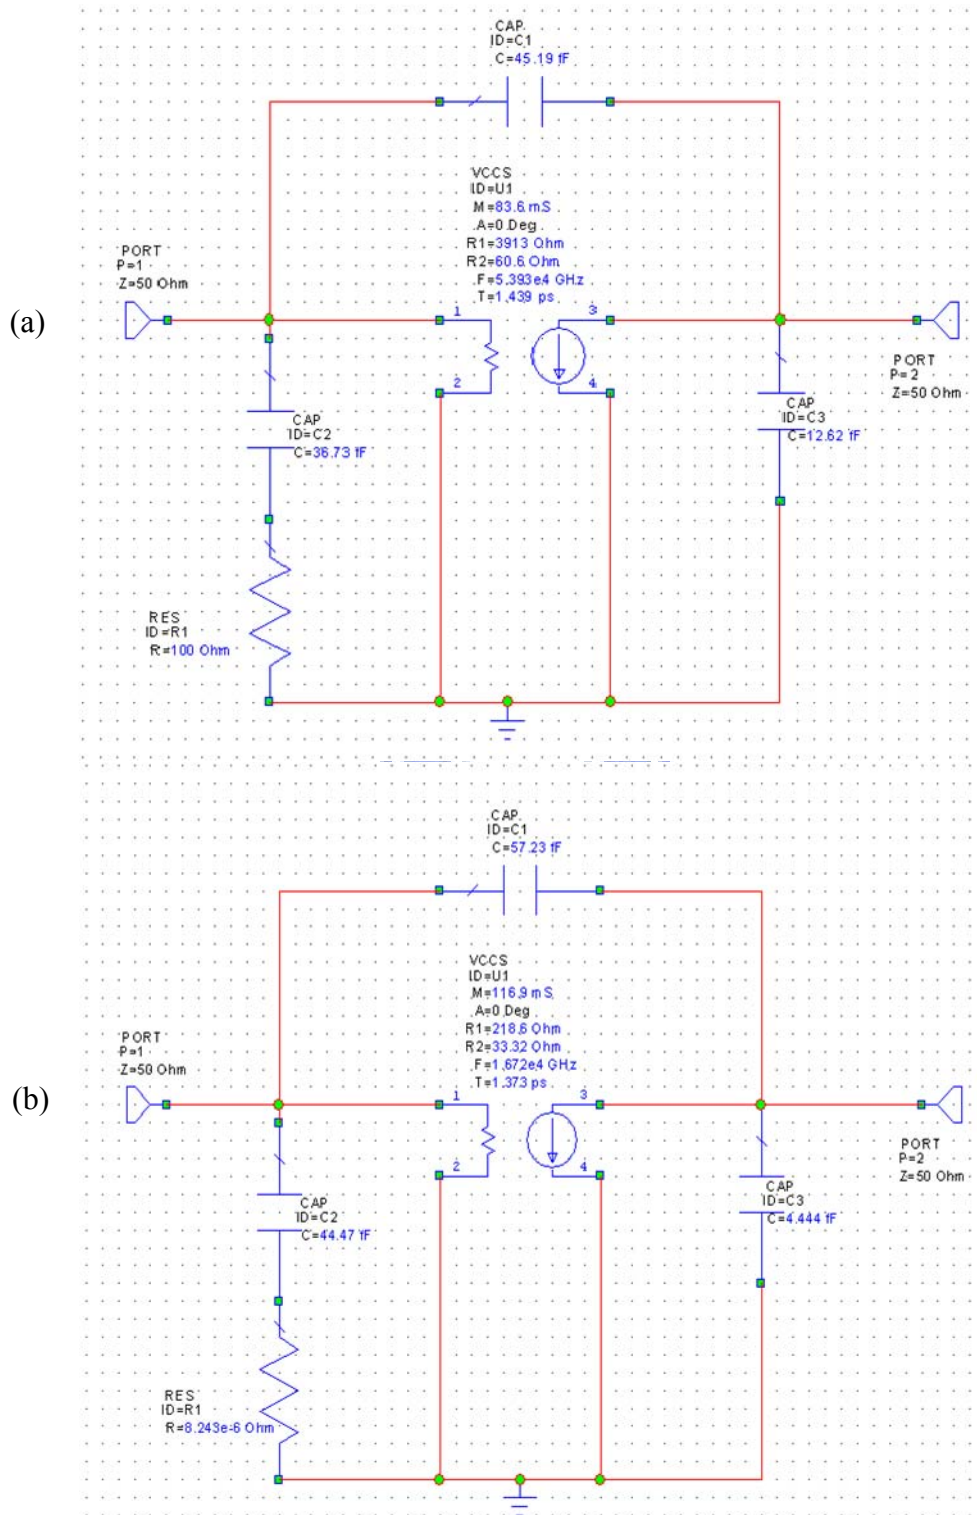 CAP
ID=C1
C=45.19 fF
VCCS
ID=U1
M=83.6 mS
A=0 Deg
R1=3913 Ohm
R2=60.6 Ohm
F=5.393e4 GHz
T=1.439 ps
PORT
P=1
Z=50 Ohm
(a)
1
3
2
4
PORT
P=2
Z=50 Ohm
CAP
ID=C2
C=36.73 fF
CAP
ID=C3
C=12.62 fF
RES
ID=R1
R=100 Ohm
CAP
ID=C1
C=57.23 fF
VCCS
ID=U1
M=116.9 mS
A=0 Deg
R1=218.6 Ohm
R2=33.32 Ohm
F=1.672e4 GHz
T=1.373 ps
PORT
P=1
Z=50 Ohm
(b)
1
3
2
4
PORT
P=2
Z=50 Ohm
CAP
ID=C2
C=44.47 fF
CAP
ID=C3
C=4.444 fF
RES
ID=R1
R=8.243e-6 Ohm